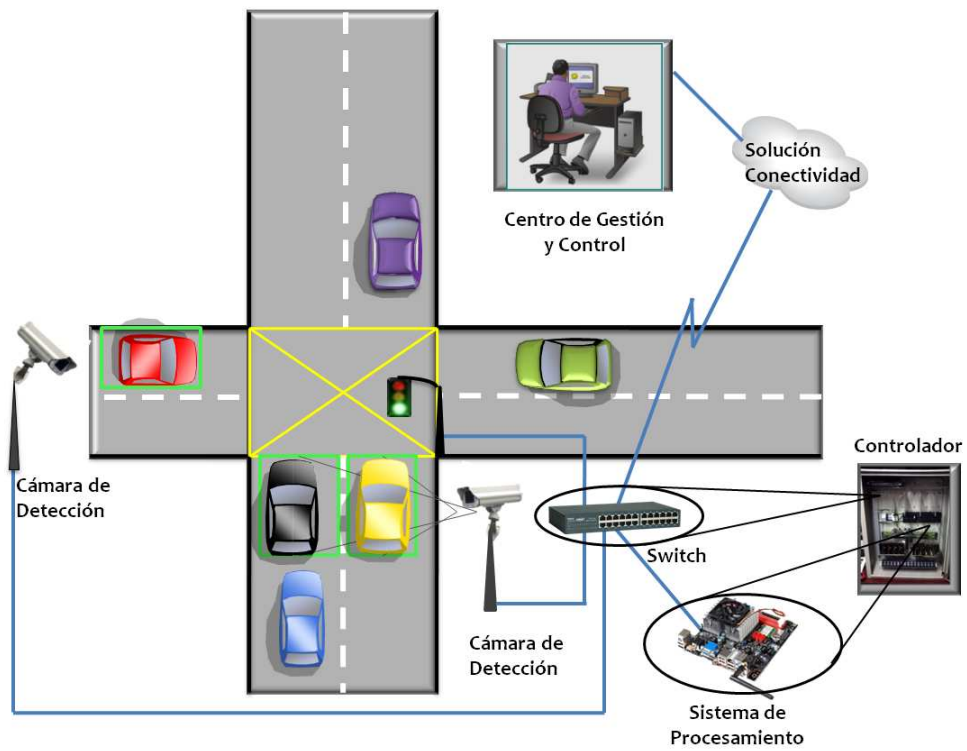 Solución
Conectividad
Centro de Gestión
y Control
Controlador
Cámara de
Detección
Switch
Cámara de
Detección
Sistema de
Procesamiento